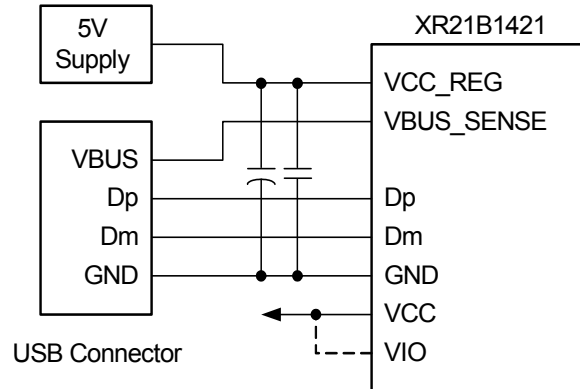 5V
Supply
XR21B1421
VCC_REG
VBUS_SENSE
VBUS
Dp
Dm
GND
Dp
Dm
GND
VCC
VIO
USB Connector